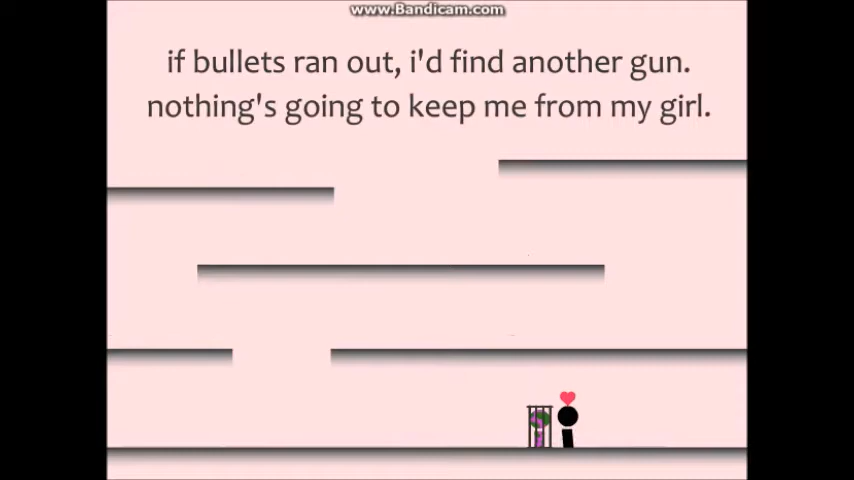 www.Bandicam.com
if bullets ran out, i'd find another gun.
nothing's going to keep me from my girl.